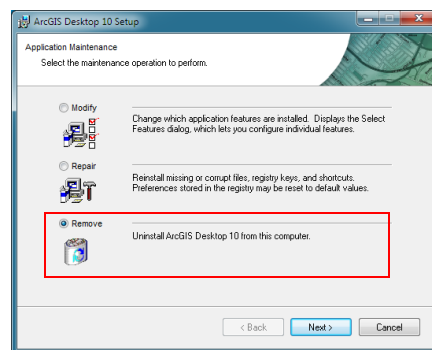 ArcGIS Desktop 10 Setup
Application Maintenance
Select the maintenance operation to perform.
Modify
Change which application features are installed. Displays the Select
Features dialog, which lets you configure individual features.
Repair
Reinstall missing or corrupt files, registry keys, and shortcuts.
Preferences stored in the registry may be reset to default values.
Remove
Uninstall ArcGIS Desktop 10 from this computer.
< Back
Next >
Cancel